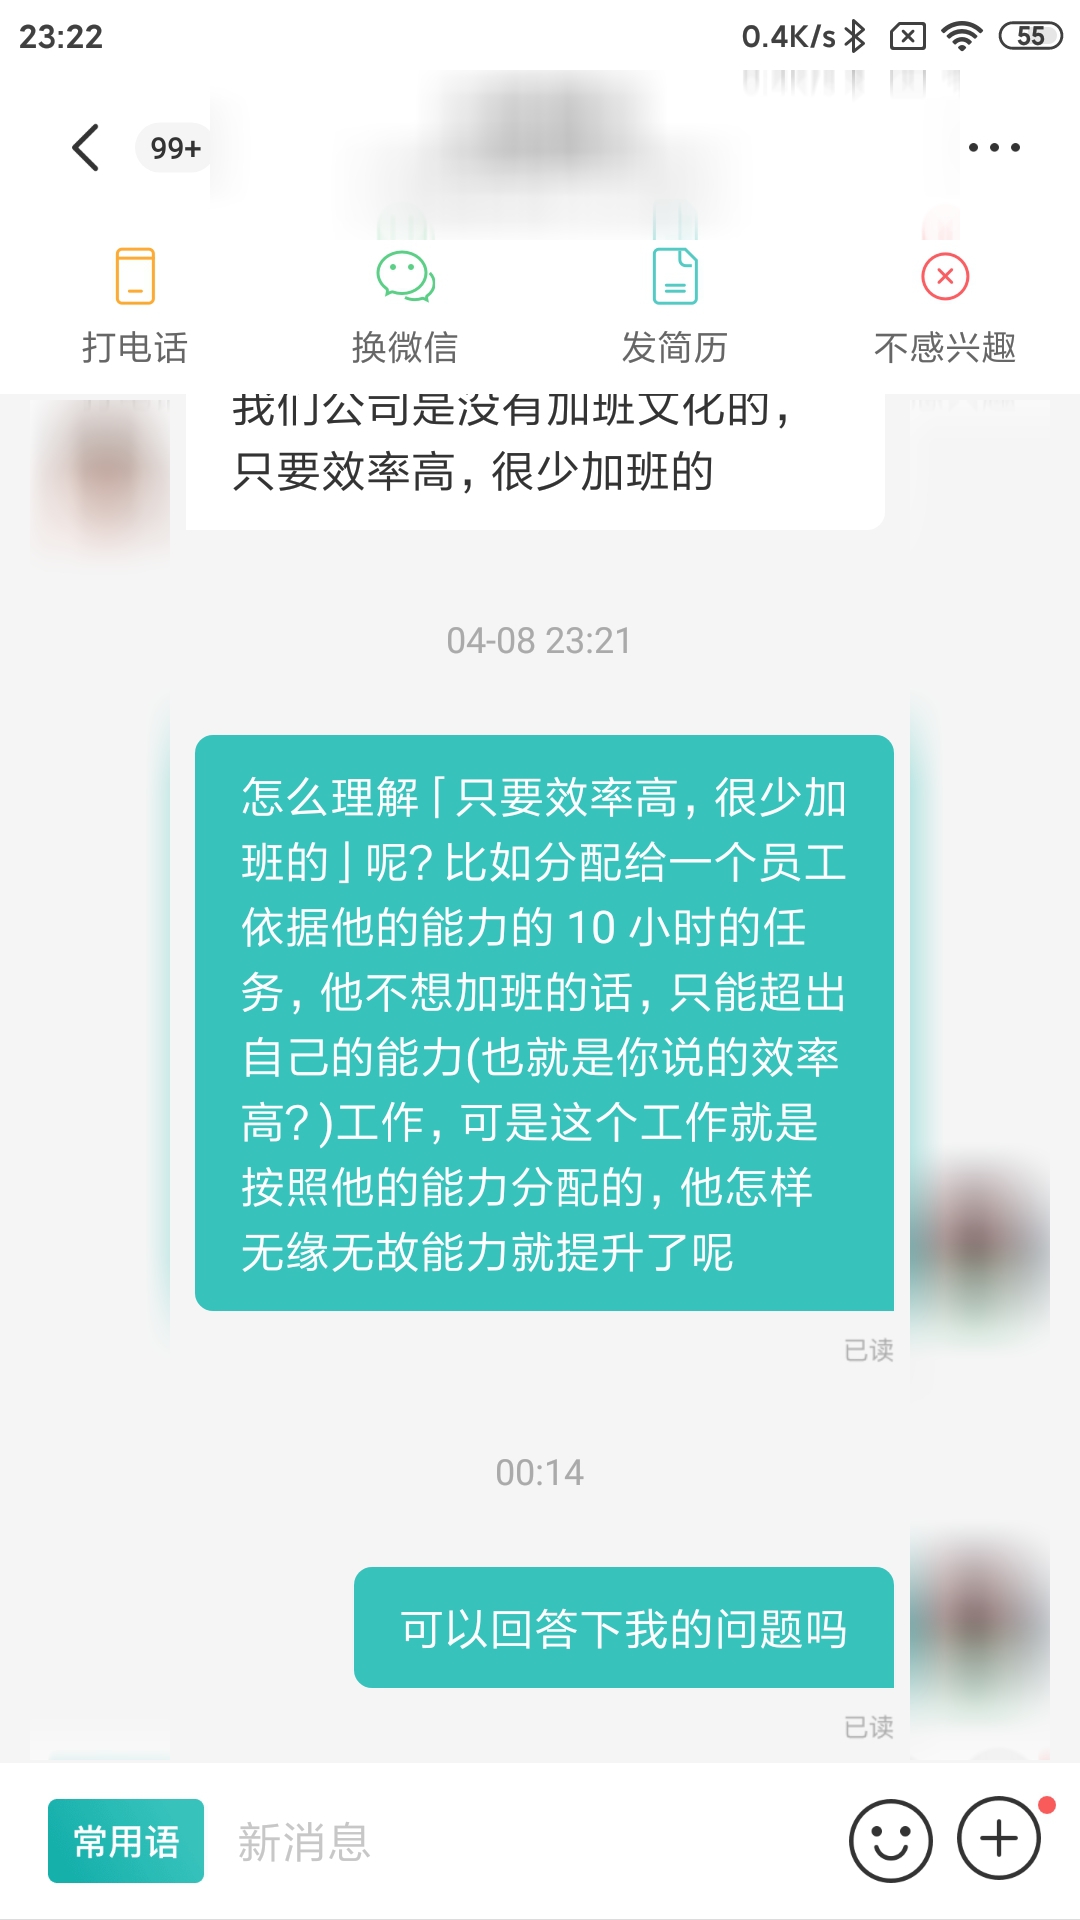 23:22
0.4K/s
55
99+
打电话
换微信
发简历
不感兴趣
我们公司是没有加班文化的，
只要效率高，很少加班的
04-08 23:21
怎么理解「只要效率高，很少加
班的」呢？比如分配给一个员工
依据他的能力的 10 小时的任
务，他不想加班的话，只能超出
自己的能力(也就是你说的效率
高？)工作，可是这个工作就是
按照他的能力分配的，他怎样
无缘无故能力就提升了呢
已读
00:14
可以回答下我的问题吗
已读
常用语
新消息